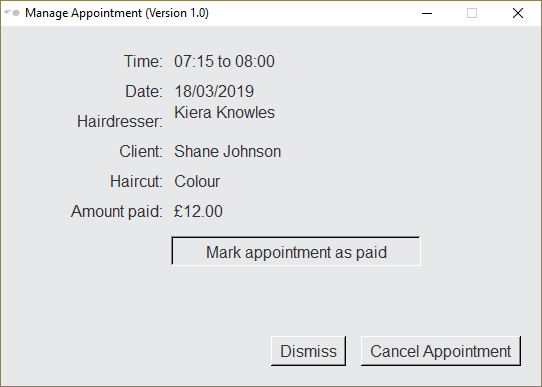 Manage Appointment (Version 1.0)
Time: 07:15 to 08:00
Date: 18/03/2019
Hairdresser: Kiera Knowles
Client: Shane Johnson
Haircut: Colour
Amount paid: £12.00
Mark appointment as paid
Dismiss Cancel Appointment